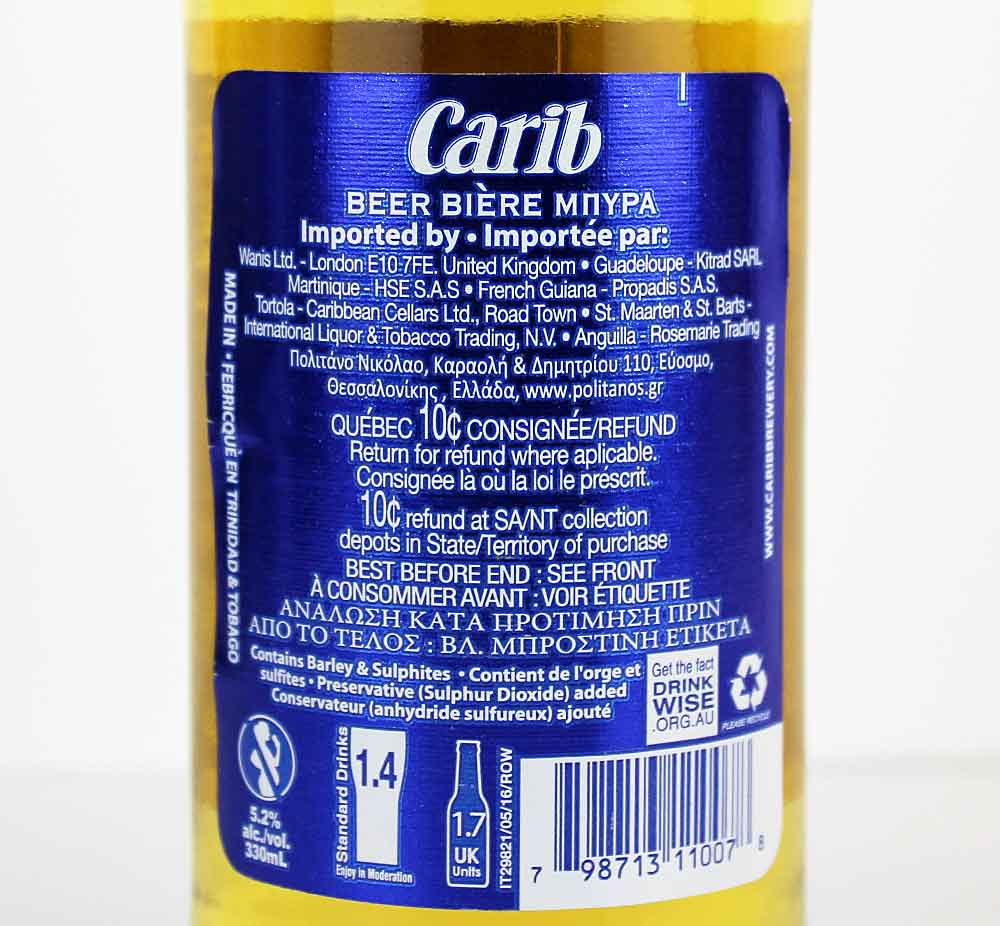 Carib
BEER BIÈRE ΜΠΥΡΑ
Imported by • Importée par:
Wanis Ltd. - London E10 7FE. United Kingdom • Guadeloupe - Kitrad SARL
Martinique - HSE S.A.S • French Guiana - Propadis S.A.S.
Tortola - Caribbean Cellars Ltd., Road Town • St. Maarten & St. Barts -
International Liquor & Tobacco Trading, N.V. • Anguilla - Rosemarie Trading
Πολιτάνο Νικόλαο, Καραολή & Δημητρίου 110, Εύοσμο,
Θεσσαλονίκης, Ελλάδα, www.politanos.gr
QUÉBEC 10¢ CONSIGNÉE/REFUND
Return for refund where aplicable.
Consignée là où la loi le prescrit.
10¢ refund at SA/NT collection
depots in State/Territory of purchase
BEST BEFORE END : SEE FRONT
À CONSOMMER AVANT : VOIR ÉTIQUETTE
ΑΝΑΛΩΣΗ ΚΑΤΑ ΠΡΟΤΙΜΗΣΗ ΠΡΙΝ
ΑΠΟ ΤΟ ΤΕΛΟΣ : ΒΛ. ΜΠΡΟΣΤΙΝΗ ΕΤΙΚΕΤΑ
Contains Barley & Sulphites • Contient de l'orge et
sulfites • Preservative (Sulphur Dioxide) added
Conservateur (anhydride sulfureux) ajouté
MADE IN • FEBRICQUÈ EN TRINIDAD & TOBAGO
WWW.CARIBBREWERY.COM
Get the fact
DRINK
WISE
.ORG.AU
PLEASE RECYCLE
5.2%
alc./vol.
330mL
Standard Drinks
1.4
Enjoy in Moderation
1.7
UK
Units
IT29821/05/16/ROW
7 98713 11007 8